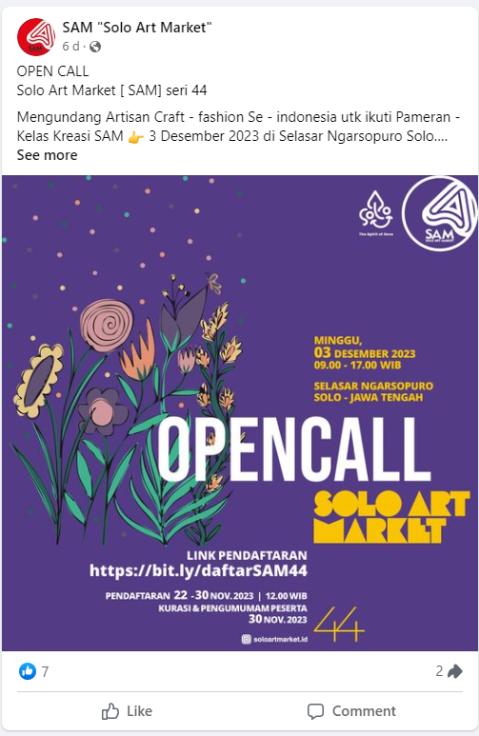 SAM "Solo Art Market"
6 d ·
OPEN CALL
Solo Art Market [ SAM] seri 44
Mengundang Artisan Craft - fashion Se - indonesia utk ikuti Pameran -
Kelas Kreasi SAM 👉 3 Desember 2023 di Selasar Ngarsopuro Solo....
See more
SOLO
The Spirit of Java
SAM
SOLO ART MARKET
MINGGU,
03 DESEMBER 2023
09.00 - 17.00 WIB
SELASAR NGARSOPURO
SOLO - JAWA TENGAH
OPENCALL
SOLO ART
MARKET
LINK PENDAFTARAN
https://bit.ly/daftarSAM44
PENDAFTARAN 22 -30 NOV. 2023 | 12.00 WIB
KURASI & PENGUMUMAM PESERTA
30 NOV. 2023
44
soloartmarket.id
7
2
Like
Comment